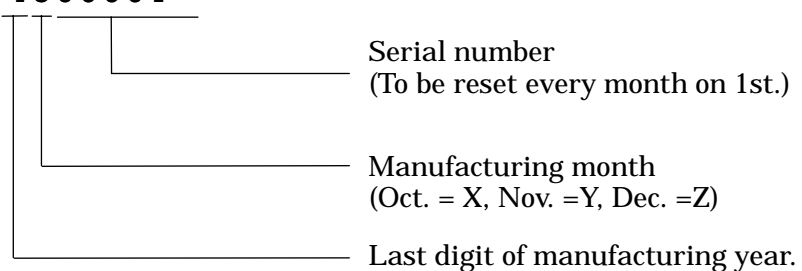 Serial number
(To be reset every month on 1st.)
Manufacturing month
(Oct. = X, Nov. =Y, Dec. =Z)
Last digit of manufacturing year.